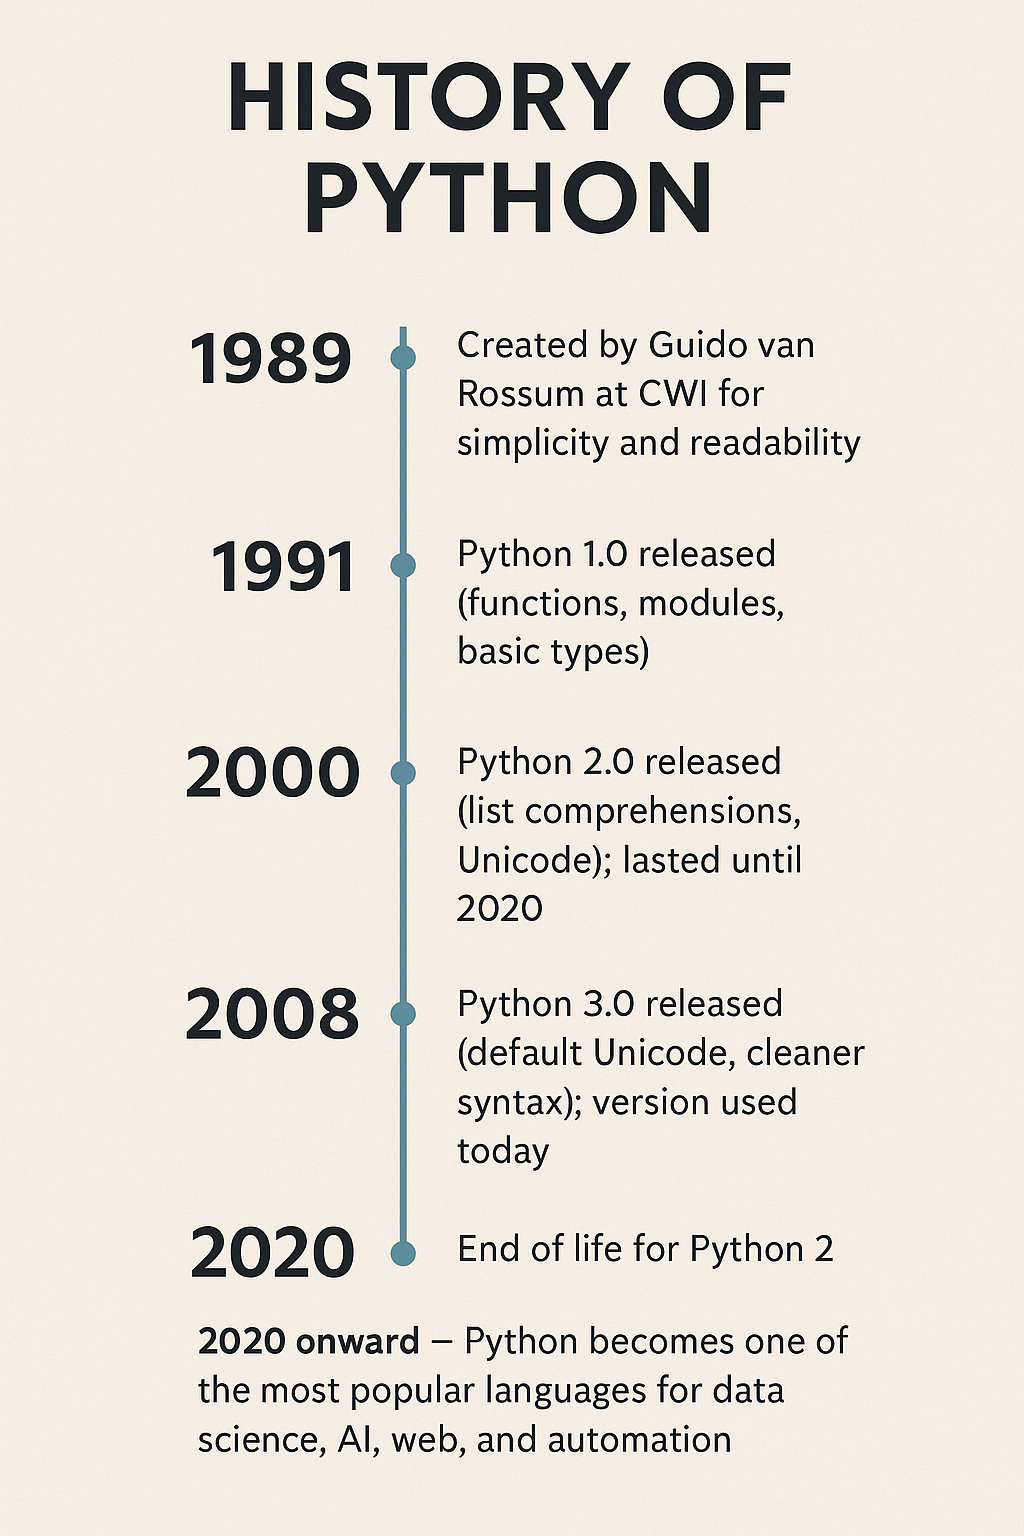 HISTORY OF
PYTHON
1989
Created by Guido van
Rossum at CWI for
simplicity and readability
1991
Python 1.0 released
(functions, modules,
basic types)
2000
Python 2.0 released
(list comprehensions,
Unicode); lasted until
2020
2008
Python 3.0 released
(default Unicode, cleaner
syntax); version used
today
2020
End of life for Python 2
2020 onward – Python becomes one of
the most popular languages for data
science, AI, web, and automation